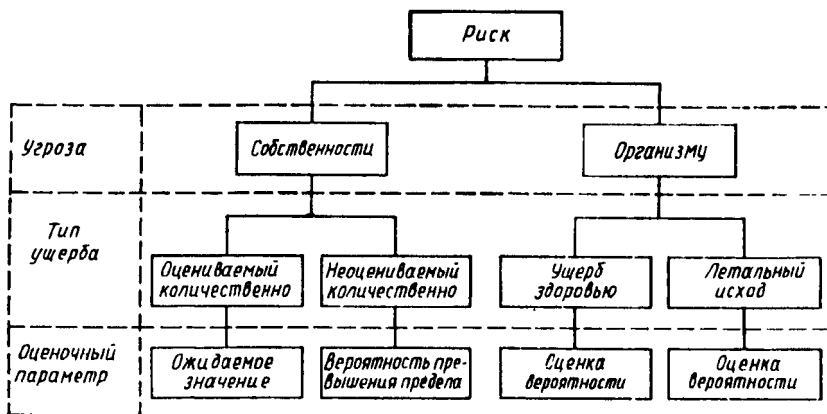 Риск
Угроза
Собственности
Организму
Тип
ущерба
Оцениваемый
количественно
Неоцениваемый
количественно
Ущерб
здоровью
Летальный
исход
Оценочный
параметр
Ожидаемое
значение
Вероятность пре-
вышения предела
Оценка
вероятности
Оценка
вероятности